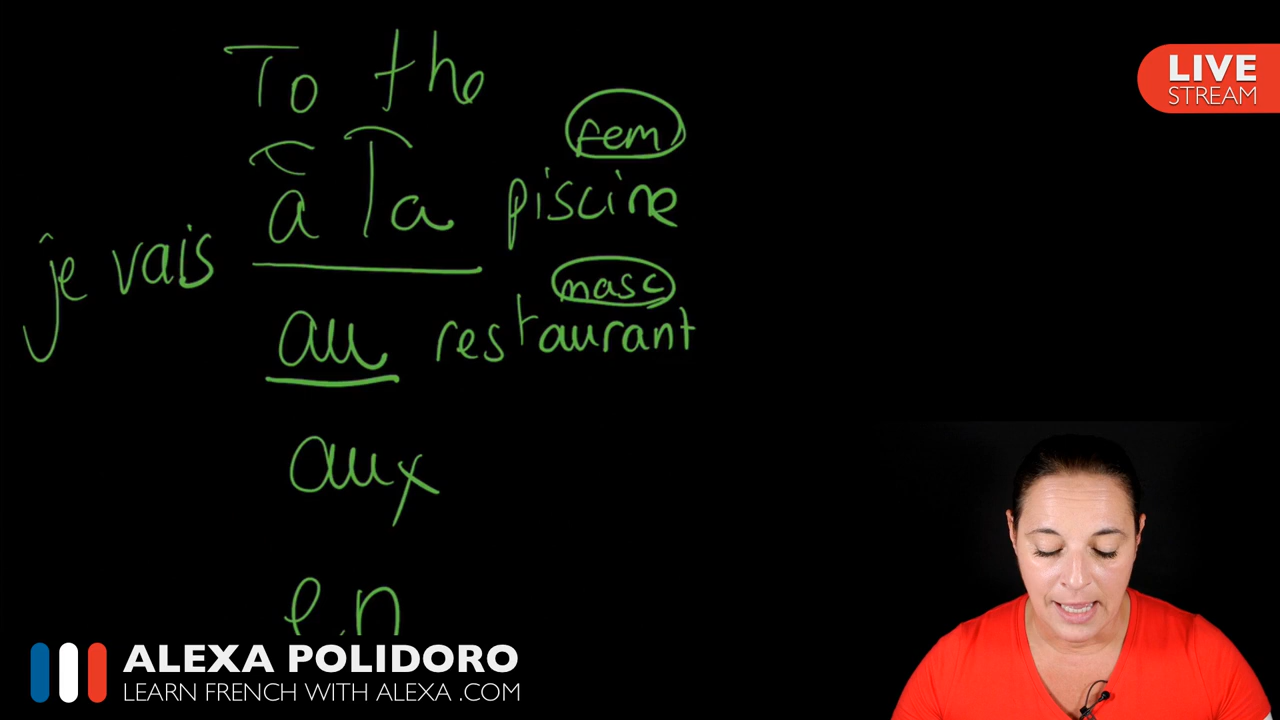 To the
fem
à la piscine
je vais
masc
au restaurant
aux
en
LIVE
STREAM
ALEXA POLIDORO
LEARN FRENCH WITH ALEXA .COM